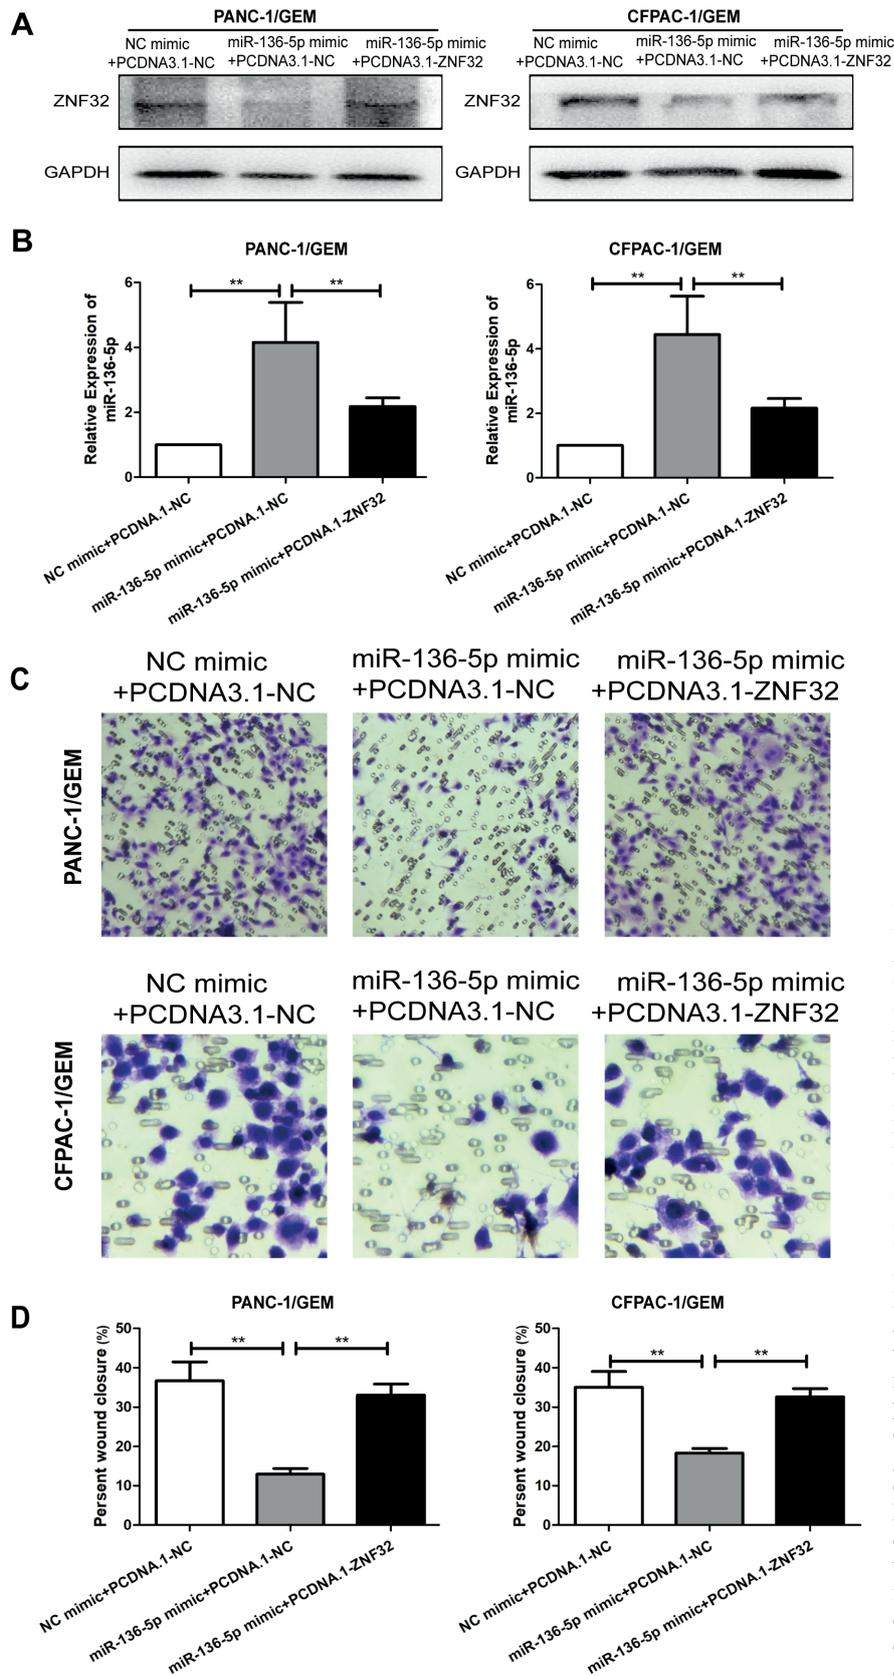 A
PANC-1/GEM
CFPAC-1/GEM
NC mimic
+PCDNA3.1-NC
miR-136-5p mimic
+PCDNA3.1-NC
miR-136-5p mimic
+PCDNA3.1-ZNF32
NC mimic
+PCDNA3.1-NC
miR-136-5p mimic
+PCDNA3.1-NC
miR-136-5p mimic
+PCDNA3.1-ZNF32
ZNF32
ZNF32
GAPDH
GAPDH
B
PANC-1/GEM
Relative Expression of
miR-136-5p
6
4
2
0
**
**
NC mimic+PCDNA.1-NC
miR-136-5p mimic+PCDNA.1-NC
miR-136-5p mimic+PCDNA.1-ZNF32
CFPAC-1/GEM
Relative Expression of
miR-136-5p
6
4
2
0
**
**
NC mimic+PCDNA.1-NC
miR-136-5p mimic+PCDNA.1-NC
miR-136-5p mimic+PCDNA.1-ZNF32
C
NC mimic
+PCDNA3.1-NC
miR-136-5p mimic
+PCDNA3.1-NC
miR-136-5p mimic
+PCDNA3.1-ZNF32
PANC-1/GEM
NC mimic
+PCDNA3.1-NC
miR-136-5p mimic
+PCDNA3.1-NC
miR-136-5p mimic
+PCDNA3.1-ZNF32
CFPAC-1/GEM
D
PANC-1/GEM
Persent wound closure (%)
50
40
30
20
10
0
**
**
NC mimic+PCDNA.1-NC
miR-136-5p mimic+PCDNA.1-NC
miR-136-5p mimic+PCDNA.1-ZNF32
CFPAC-1/GEM
Persent wound closure (%)
50
40
30
20
10
0
**
**
NC mimic+PCDNA.1-NC
miR-136-5p mimic+PCDNA.1-NC
miR-136-5p mimic+PCDNA.1-ZNF32